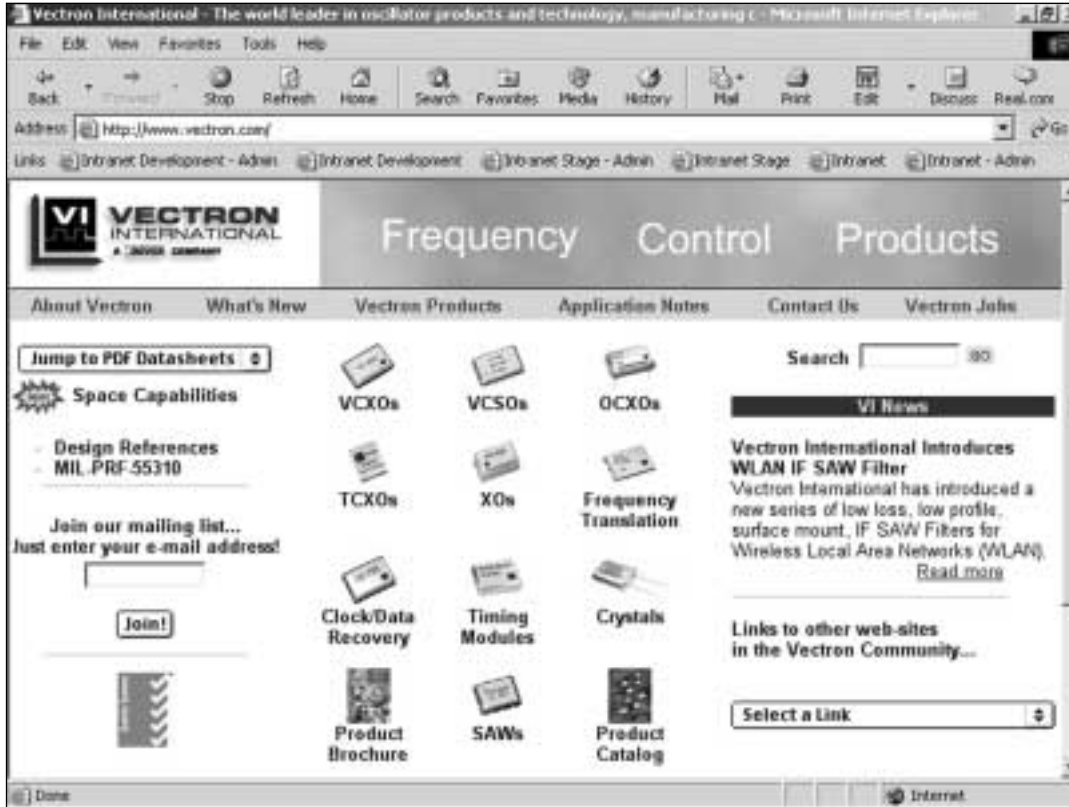 Vectron International - The world leader in oscillator products and technology, manufacturing c - Microsoft Internet Explorer
File Edit View Favorites Tools Help
Back Forward Stop Refresh Home Search Favorites Media History Mail Print Edit Discuss Real.com
Address http://www.vectron.com/ Go
Links Intranet Development - Admin Intranet Development Intranet Stage - Admin Intranet Stage Intranet Intranet - Admin
VI VECTRON
INTERNATIONAL
A DOVER COMPANY
Frequency Control Products
About Vectron What's New Vectron Products Application Notes Contact Us Vectron Jobs
Jump to PDF Datasheets
Space Capabilities
- Design References
- MIL-PRF-55310
Join our mailing list...
Just enter your e-mail address!
Join!
VCXOs VCSOs OCXOs
TCXOs XOs Frequency
Translation
Clock/Data
Recovery
Timing
Modules
Crystals
Product
Brochure
SAWs
Product
Catalog
Search GO
VI News
Vectron International Introduces
WLAN IF SAW Filter
Vectron International has introduced a
new series of low loss, low profile,
surface mount, IF SAW Filters for
Wireless Local Area Networks (WLAN).
Read more
Links to other web-sites
in the Vectron Community...
Select a Link
Done Internet